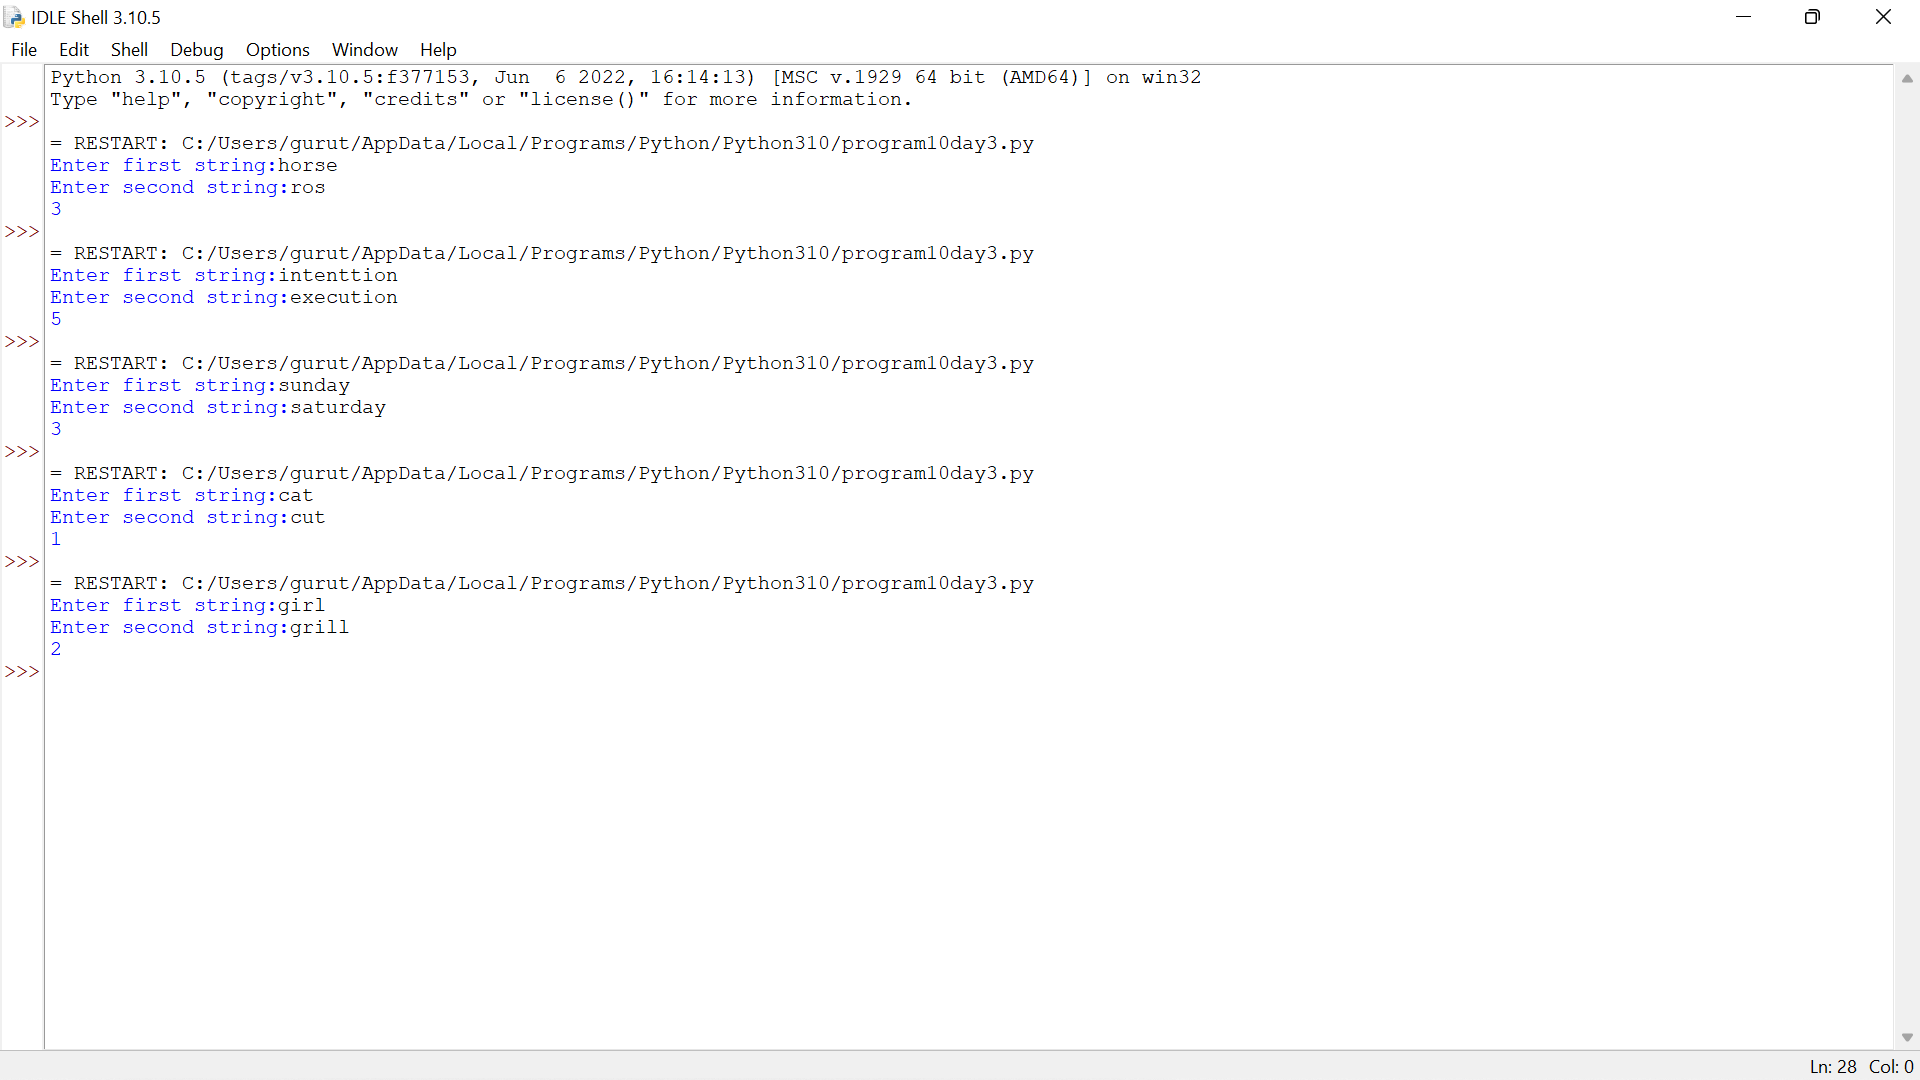 IDLE Shell 3.10.5
File Edit Shell Debug Options Window Help
Python 3.10.5 (tags/v3.10.5:f377153, Jun  6 2022, 16:14:13) [MSC v.1929 64 bit (AMD64)] on win32
Type "help", "copyright", "credits" or "license()" for more information.
>>>
= RESTART: C:/Users/gurut/AppData/Local/Programs/Python/Python310/program10day3.py
Enter first string:horse
Enter second string:ros
3
>>>
= RESTART: C:/Users/gurut/AppData/Local/Programs/Python/Python310/program10day3.py
Enter first string:intenttion
Enter second string:execution
5
>>>
= RESTART: C:/Users/gurut/AppData/Local/Programs/Python/Python310/program10day3.py
Enter first string:sunday
Enter second string:saturday
3
>>>
= RESTART: C:/Users/gurut/AppData/Local/Programs/Python/Python310/program10day3.py
Enter first string:cat
Enter second string:cut
1
>>>
= RESTART: C:/Users/gurut/AppData/Local/Programs/Python/Python310/program10day3.py
Enter first string:girl
Enter second string:grill
2
>>>
Ln: 28 Col: 0